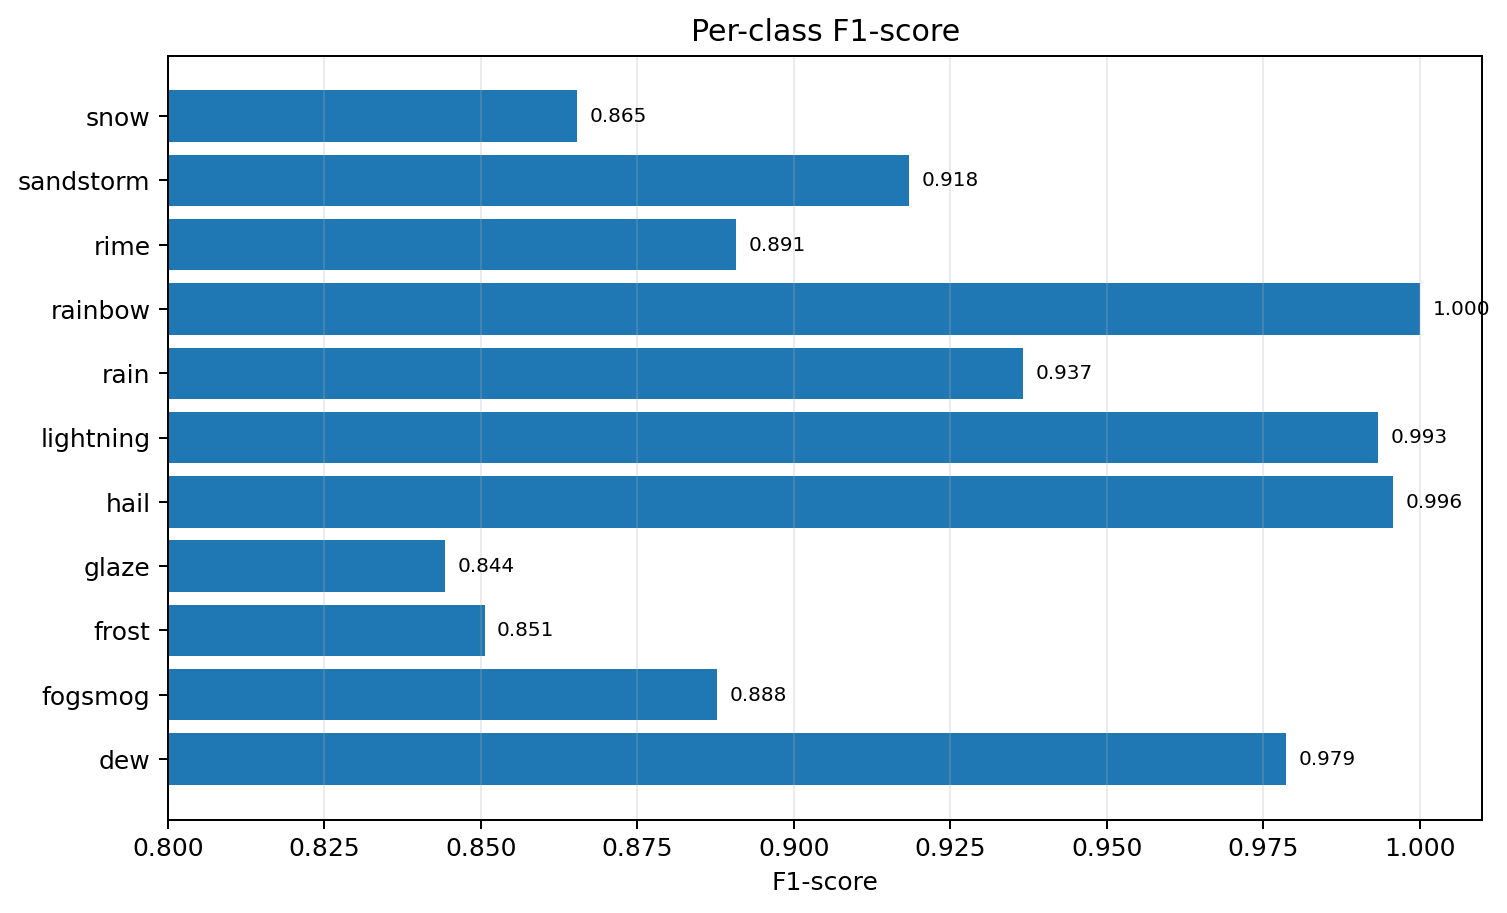 Per-class F1-score
snow 0.865
sandstorm 0.918
rime 0.891
rainbow 1.000
rain 0.937
lightning 0.993
hail 0.996
glaze 0.844
frost 0.851
fogsmog 0.888
dew 0.979
0.800 0.825 0.850 0.875 0.900 0.925 0.950 0.975 1.000
F1-score